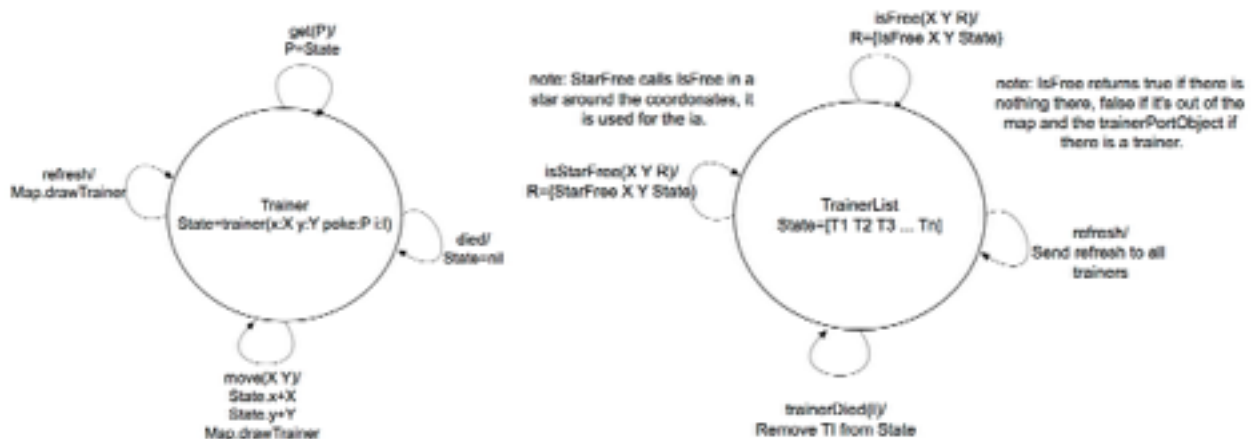 get(P)/
P=State
refresh/
Map.drawTrainer
Trainer
State=trainer(x:X y:Y poke:P i:I)
died/
State=nil
move(X Y)/
State.x+X
State.y+Y
Map.drawTrainer
isFree(X Y R)/
R={IsFree X Y State}
note: StarFree calls IsFree in a
star around the coordonates, it
is used for the ia.
note: IsFree returns true if there is
nothing there, false if it's out of the
map and the trainerPortObject if
there is a trainer.
isStarFree(X Y R)/
R={StarFree X Y State}
TrainerList
State=[T1 T2 T3 ... Tn]
refresh/
Send refresh to all
trainers
trainerDied(I)/
Remove TI from State